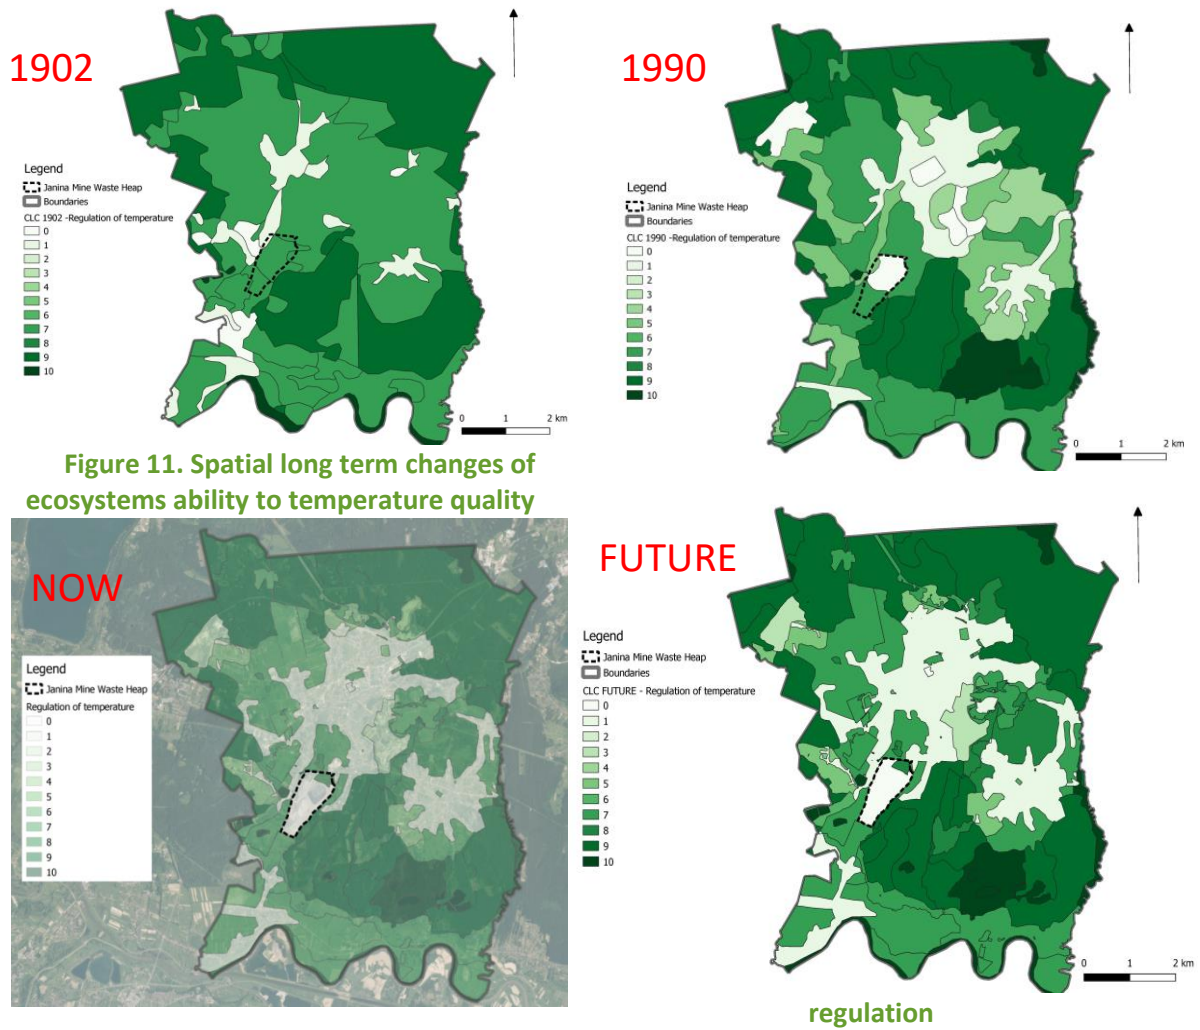 1902
Legend
Janina Mine Waste Heap
Boundaries
CLC 1902 -Regulation of temperature
0
1
2
3
4
5
6
7
8
9
10
0 1 2 km
1990
Legend
Janina Mine Waste Heap
Boundaries
CLC 1990 -Regulation of temperature
0
1
2
3
4
5
6
7
8
9
10
0 1 2 km
Figure 11. Spatial long term changes of
ecosystems ability to temperature quality
NOW
Legend
Janina Mine Waste Heap
Regulation of temperature
0
1
2
3
4
5
6
7
8
9
10
FUTURE
Legend
Janina Mine Waste Heap
Boundaries
CLC FUTURE - Regulation of temperature
0
1
2
3
4
5
6
7
8
9
10
0 1 2 km
regulation